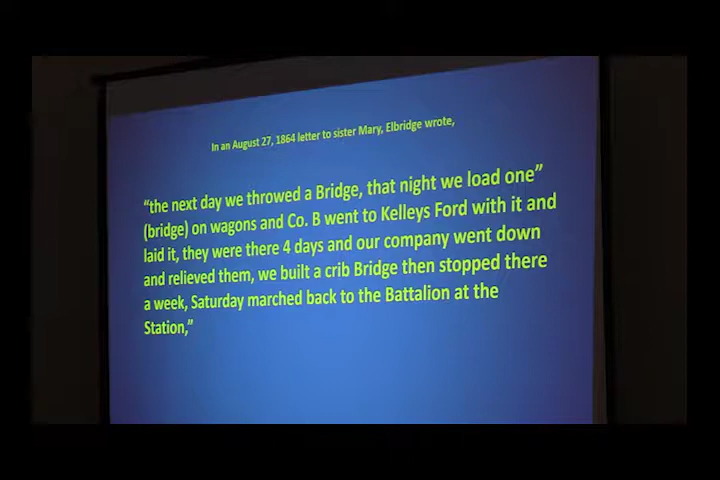 In an August 27, 1864 letter to sister Mary, Elbridge wrote,
“the next day we throwed a Bridge, that night we load one”
(bridge) on wagons and Co. B went to Kelleys Ford with it and
laid it, they were there 4 days and our company went down
and relieved them, we built a crib Bridge then stopped there
a week, Saturday marched back to the Battalion at the
Station,”